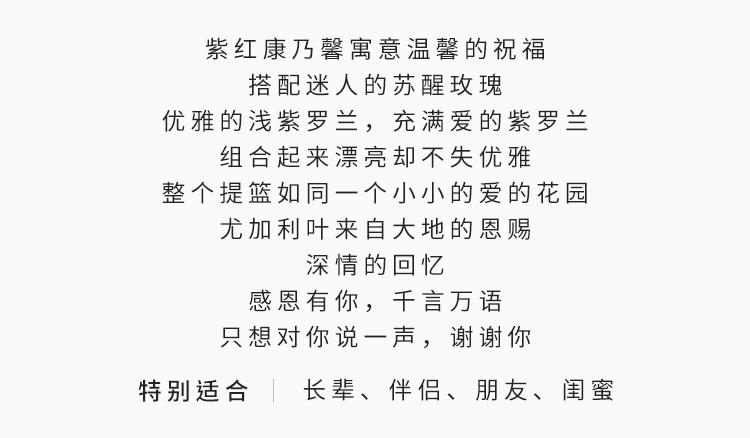 紫红康乃馨寓意温馨的祝福
搭配迷人的苏醒玫瑰
优雅的浅紫罗兰，充满爱的紫罗兰
组合起来漂亮却不失优雅
整个提篮如同一个小小的爱的花园
尤加利叶来自大地的恩赐
深情的回忆
感恩有你，千言万语
只想对你说一声，谢谢你
特别适合｜长辈、伴侣、朋友、闺蜜